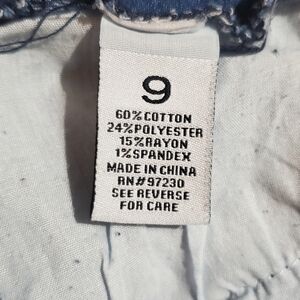 9
60% COTTON
24% POLYESTER
15% RAYON
1% SPANDEX
MADE IN CHINA
RN# 97230
SEE REVERSE
FOR CARE